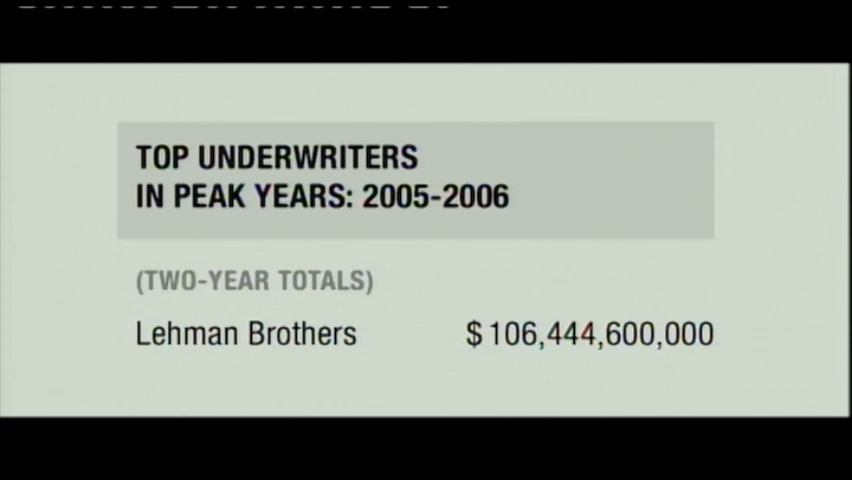 TOP UNDERWRITERS
IN PEAK YEARS: 2005-2006
(TWO-YEAR TOTALS)
Lehman Brothers $106,444,600,000